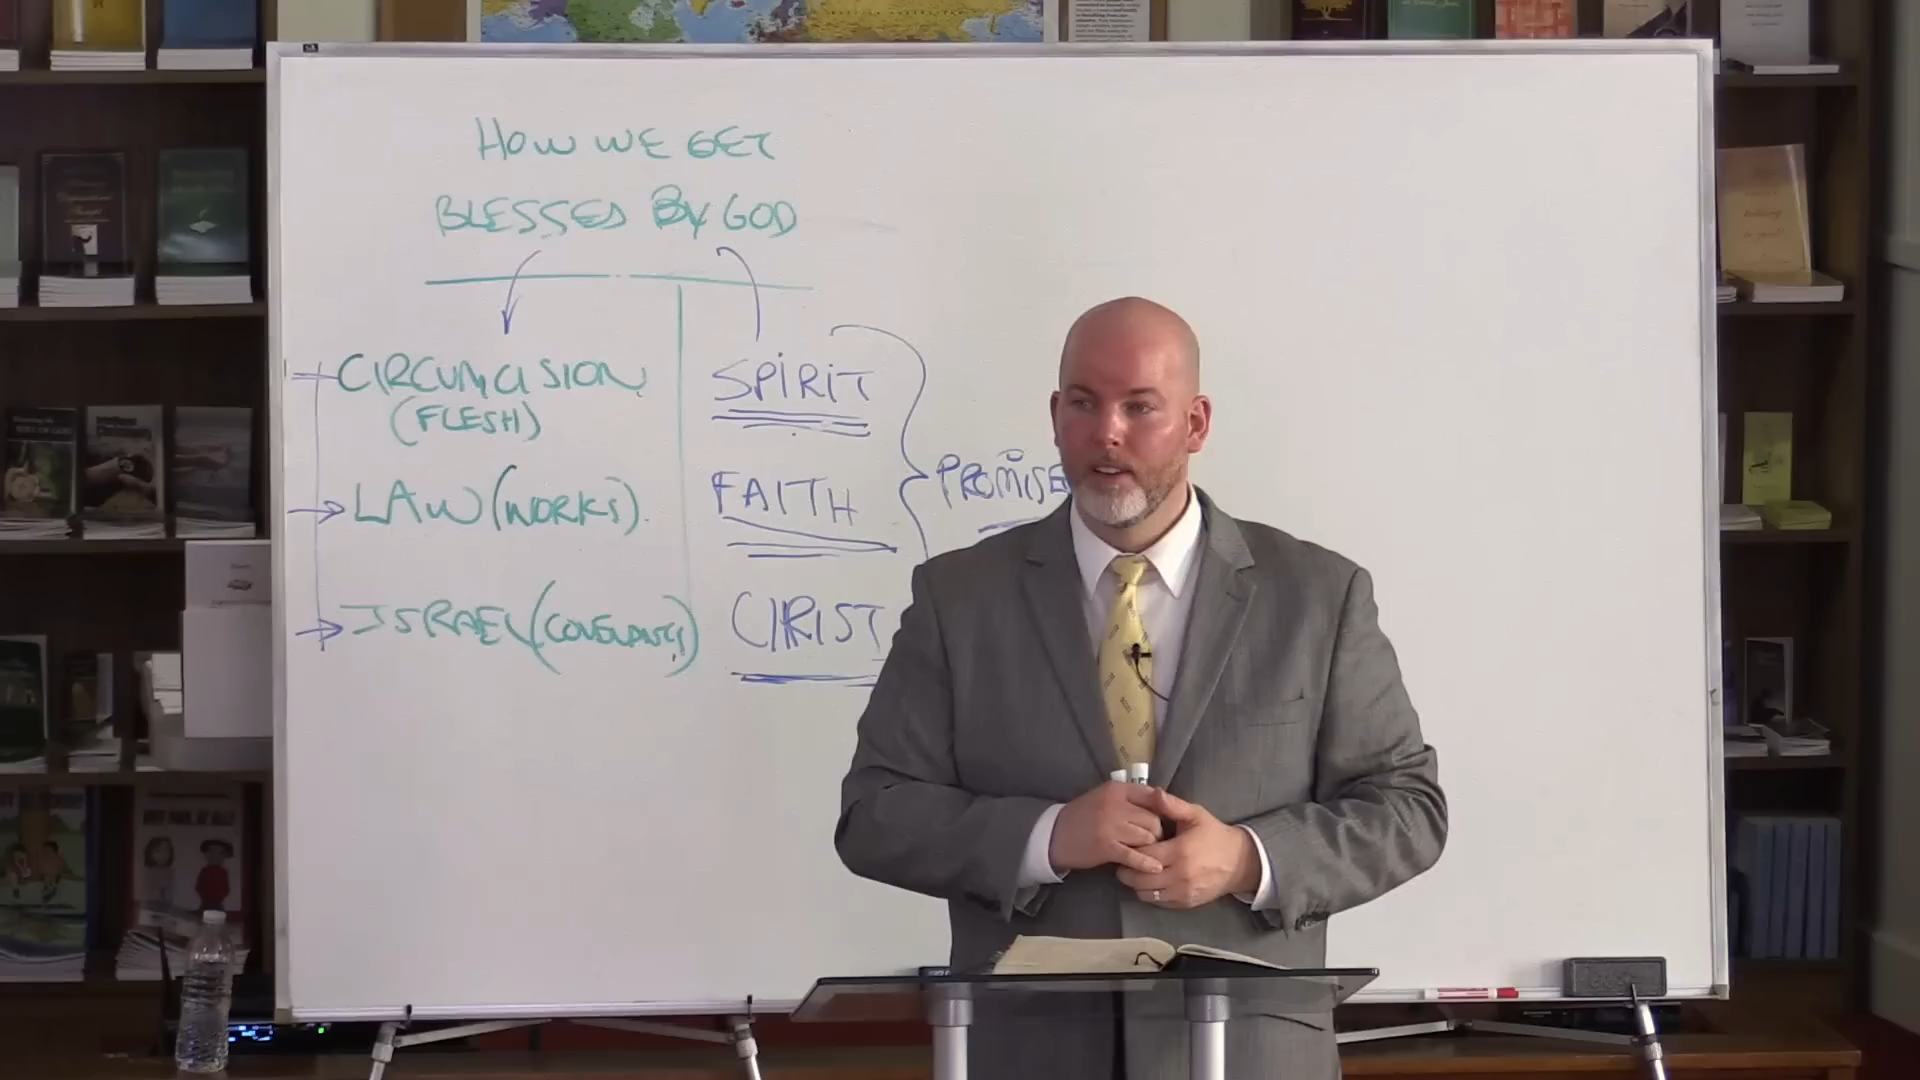 HOW WE GET
BLESSED BY GOD
CIRCUMCISION
(FLESH)
LAW (WORKS)
ISRAEL (COVENANTS)
SPIRIT
FAITH
CHRIST
PROMISE